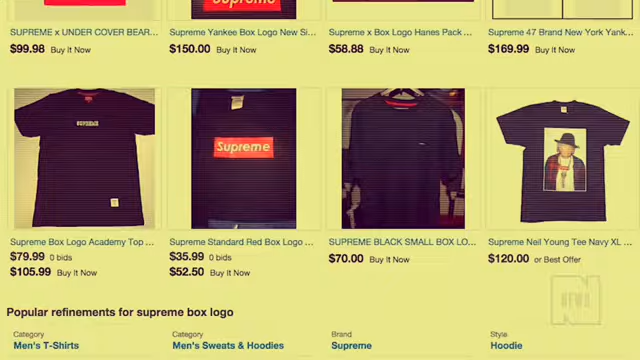 SUPREME x UNDER COVER BEAR...
Supreme Yankee Box Logo New Si...
Supreme x Box Logo Hanes Pack ...
Supreme 47 Brand New York Yank...
$99.98 Buy It Now
$150.00 Buy It Now
$58.88 Buy It Now
$169.99 Buy It Now
Supreme
Supreme Box Logo Academy Top ...
Supreme Standard Red Box Logo ...
SUPREME BLACK SMALL BOX LO...
Supreme Neil Young Tee Navy XL ...
$79.99 0 bids
$35.99 0 bids
$70.00 Buy It Now
$120.00 or Best Offer
$105.99 Buy It Now
$52.50 Buy It Now
Popular refinements for supreme box logo
Category
Category
Brand
Style
Men's T-Shirts
Men's Sweats & Hoodies
Supreme
Hoodie